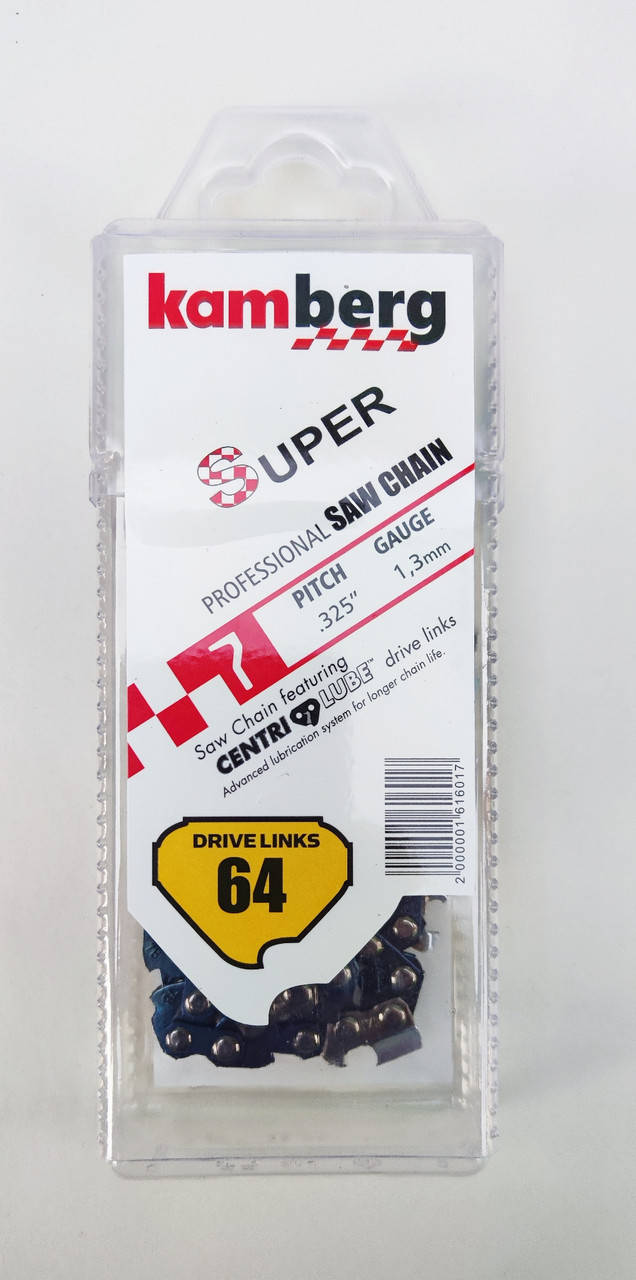 kamberg
SUPER
PROFESSIONAL SAW CHAIN
PITCH GAUGE
.325" 1,3mm
7
Saw Chain featuring
CENTRI LUBE™ drive links
Advanced lubrication system for longer chain life.
2 000001 616017
DRIVE LINKS
64